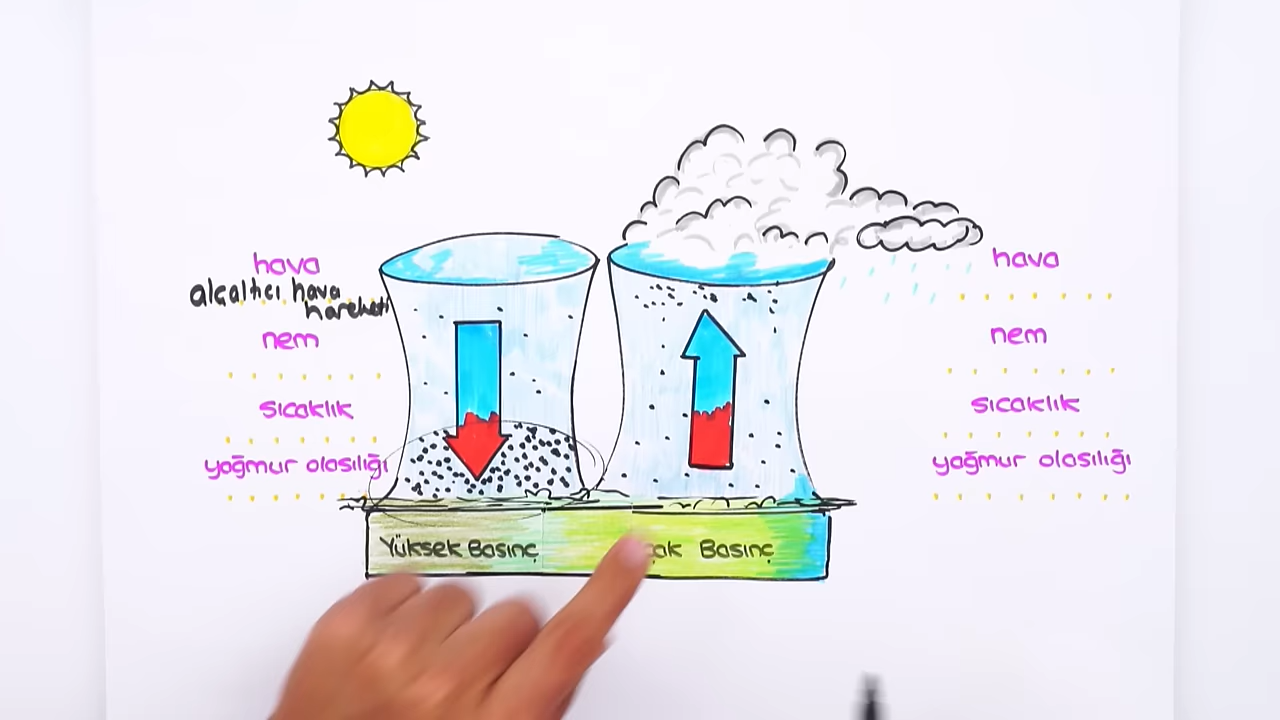 hava
alçaltıcı hava
hareketi
nem
sıcaklık
yağmur olasılığı
hava
nem
sıcaklık
yağmur olasılığı
Yüksek Basınç
Basınç